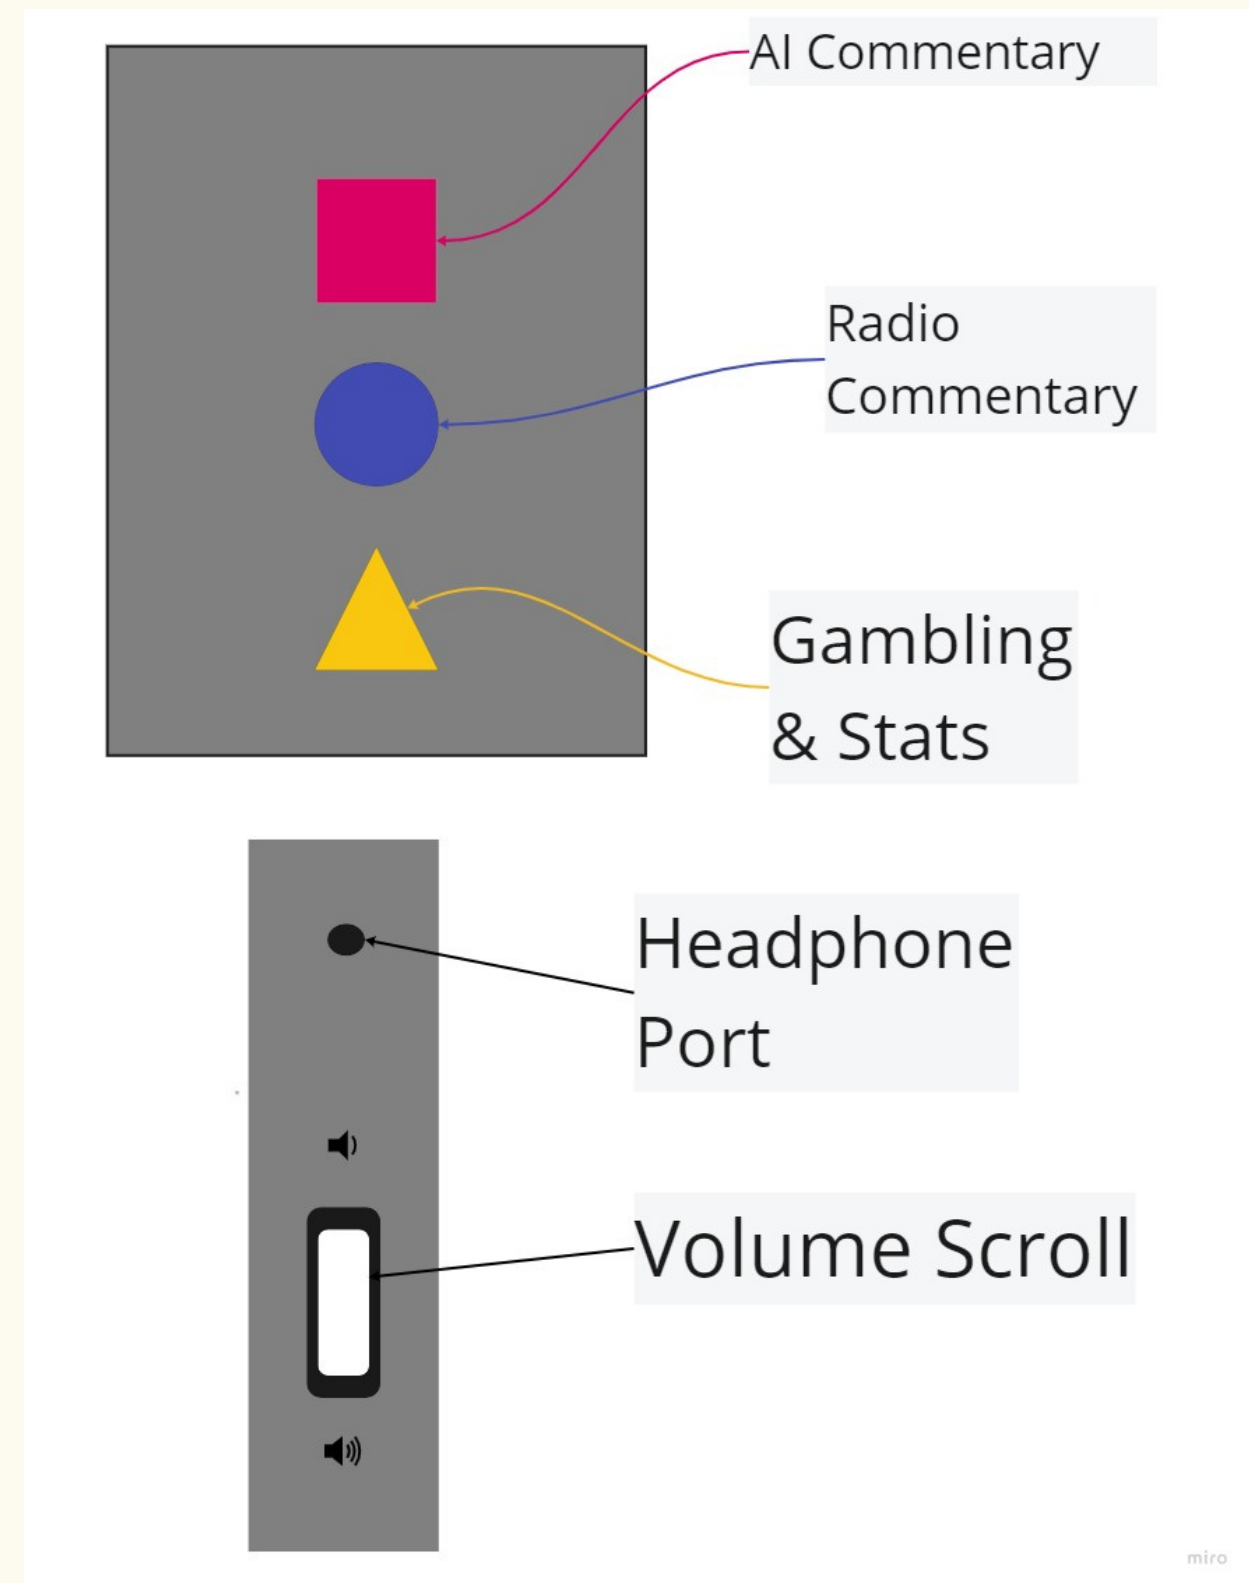 AI Commentary
Radio
Commentary
Gambling
& Stats
Headphone
Port
Volume Scroll
miro